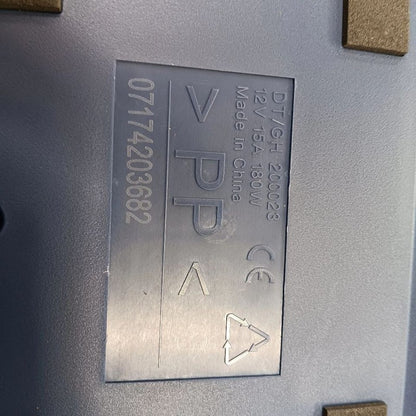 DT/GH 200023
12V 15A 180W
Made in China
CE
>PP<
07174203682